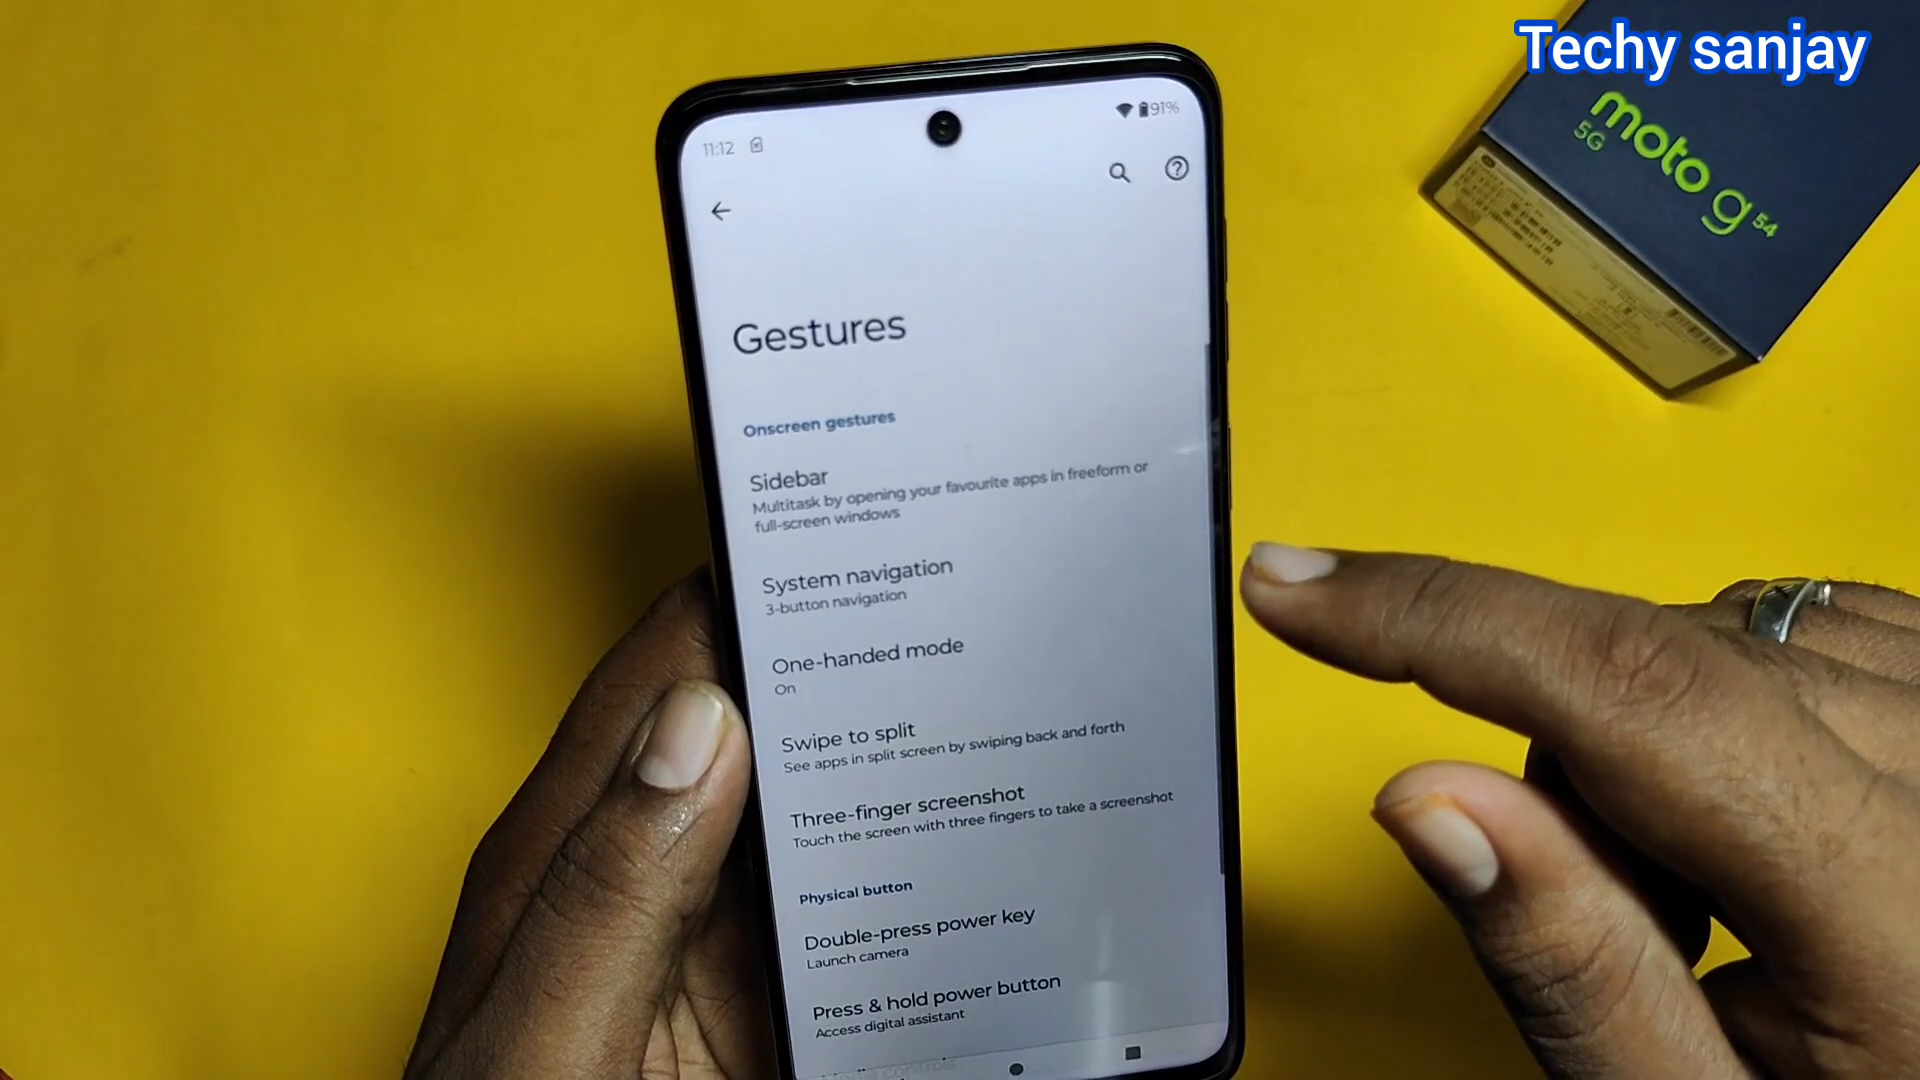 Techy sanjay
moto g 54
5G
11:12
91%
Gestures
Onscreen gestures
Sidebar
Multitask by opening your favourite apps in freeform or
full-screen windows
System navigation
3-button navigation
One-handed mode
On
Swipe to split
See apps in split screen by swiping back and forth
Three-finger screenshot
Touch the screen with three fingers to take a screenshot
Physical button
Double-press power key
Launch camera
Press & hold power button
Access digital assistant